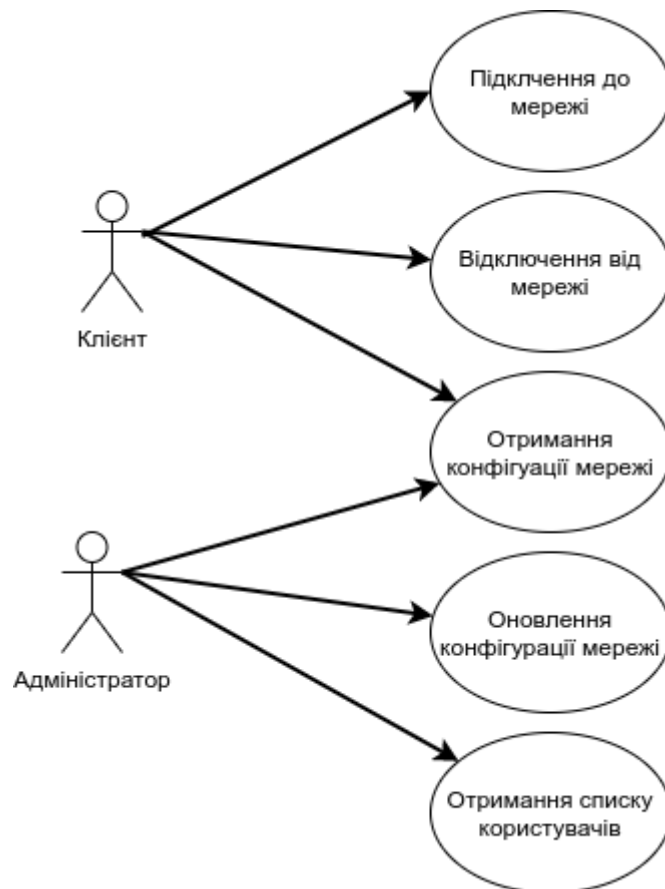 Підклчення до
мережі
Відключення від
мережі
Клієнт
Отримання
конфігуації мережі
Оновлення
конфігурації мережі
Адміністратор
Отримання списку
користувачів